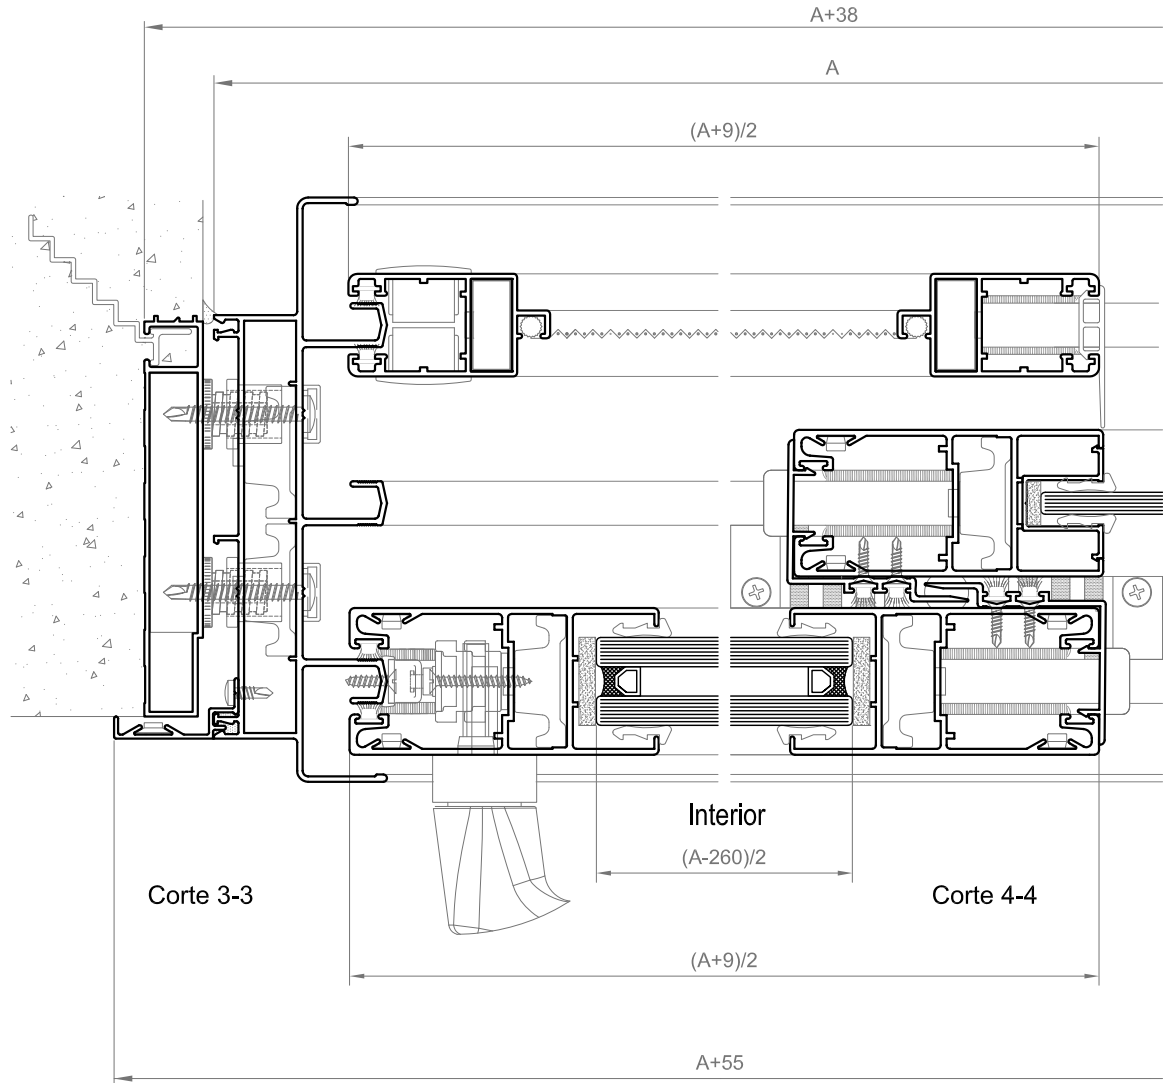 A+38
A
(A+9)/2
Interior
(A-260)/2
Corte 3-3
Corte 4-4
(A+9)/2
A+55